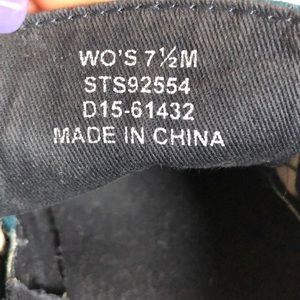 WO'S 7½M
STS92554
D15-61432
MADE IN CHINA